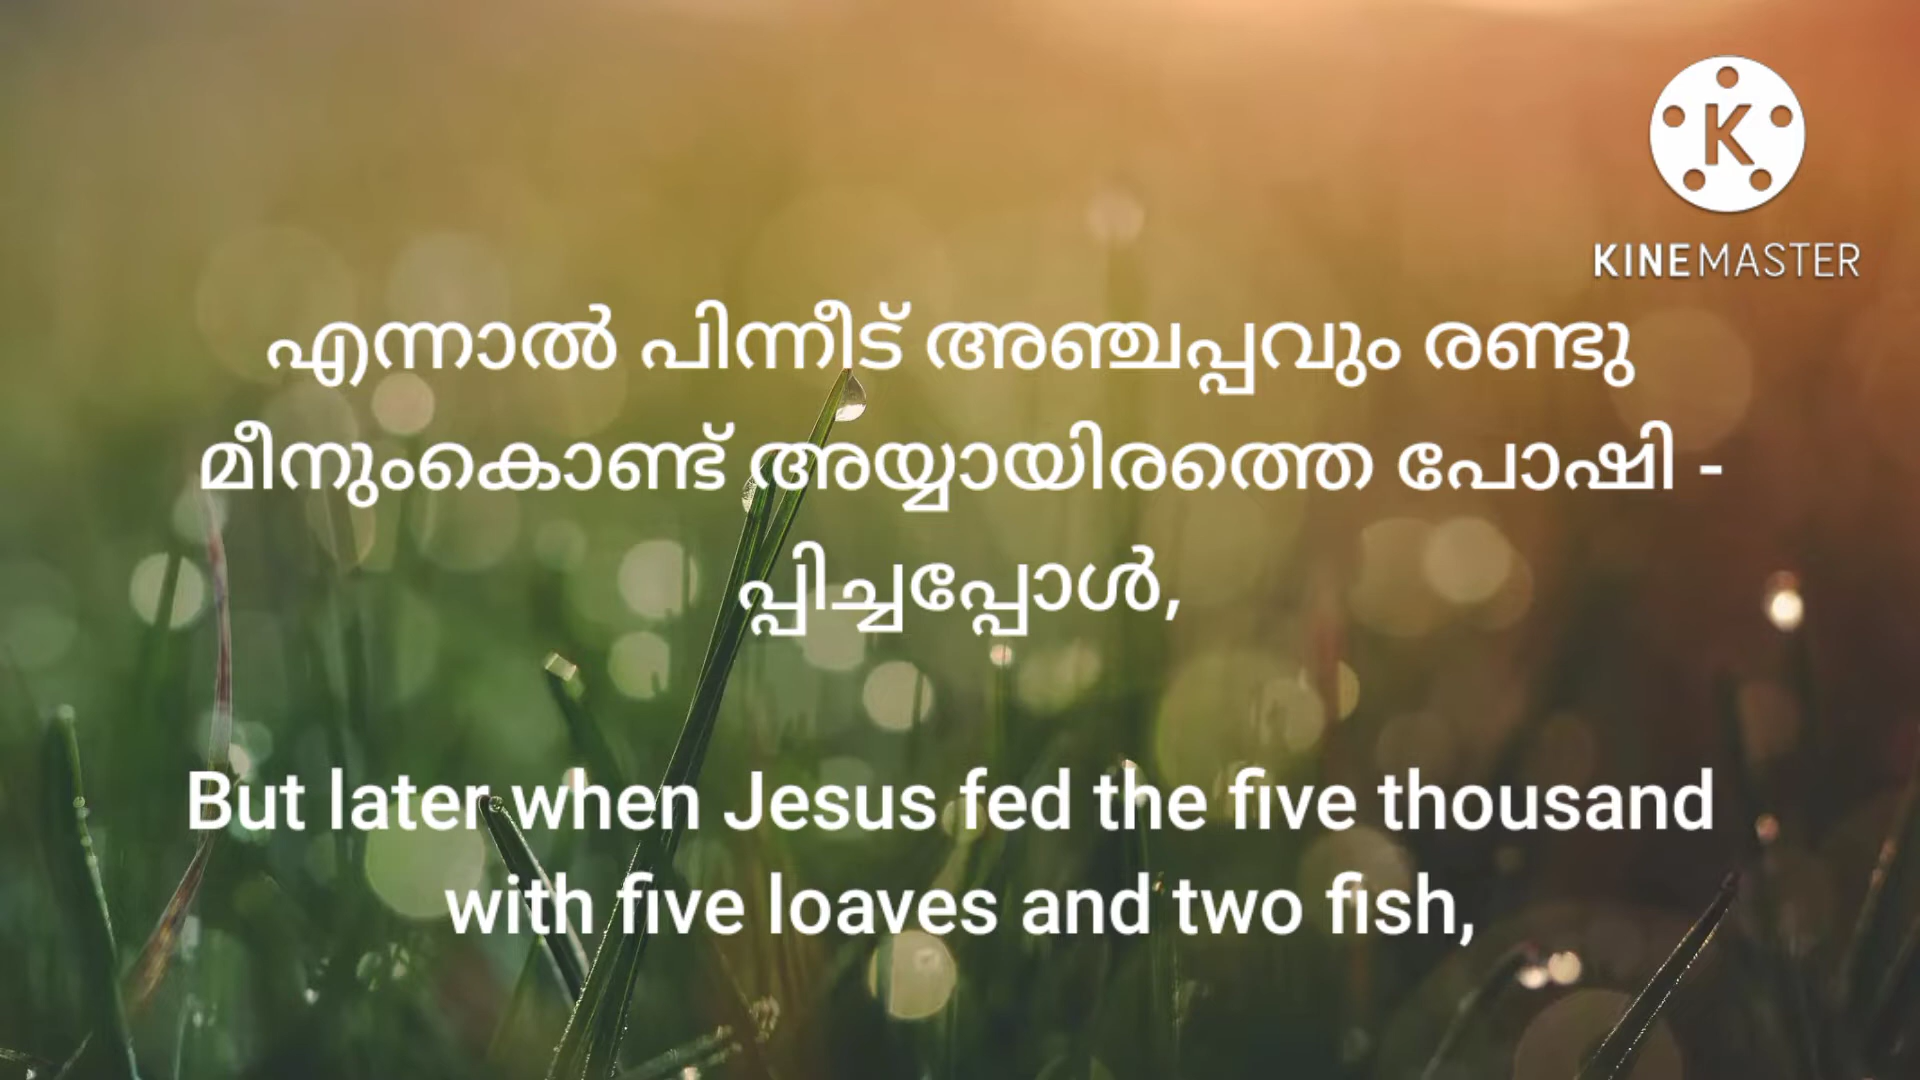 K
KINEMASTER
എന്നാൽ പിന്നീട് അഞ്ചപ്പവും രണ്ടു
മീനുംകൊണ്ട് അയ്യായിരത്തെ പോഷി -
പ്പിച്ചപ്പോൾ,
But later when Jesus fed the five thousand
with five loaves and two fish,